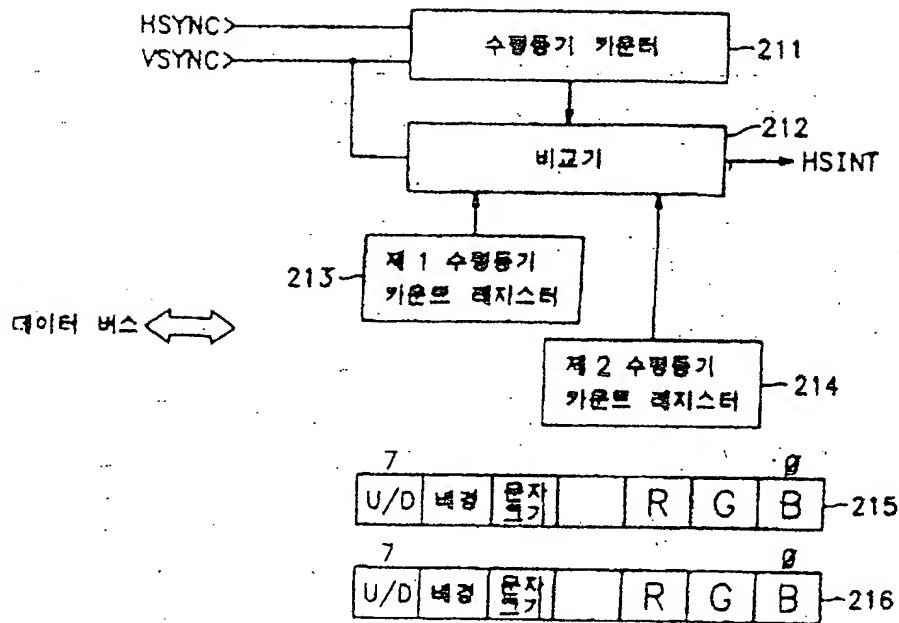 HSYNC
VSYNC
수평동기 카운터
211
212
비교기
HSINT
213
제 1 수평동기
카운트 레지스터
데이터 버스
제 2 수평동기
카운트 레지스터
214
7 0
U/D 배경 문자크기 R G B 215
7 0
U/D 배경 문자크기 R G B 216